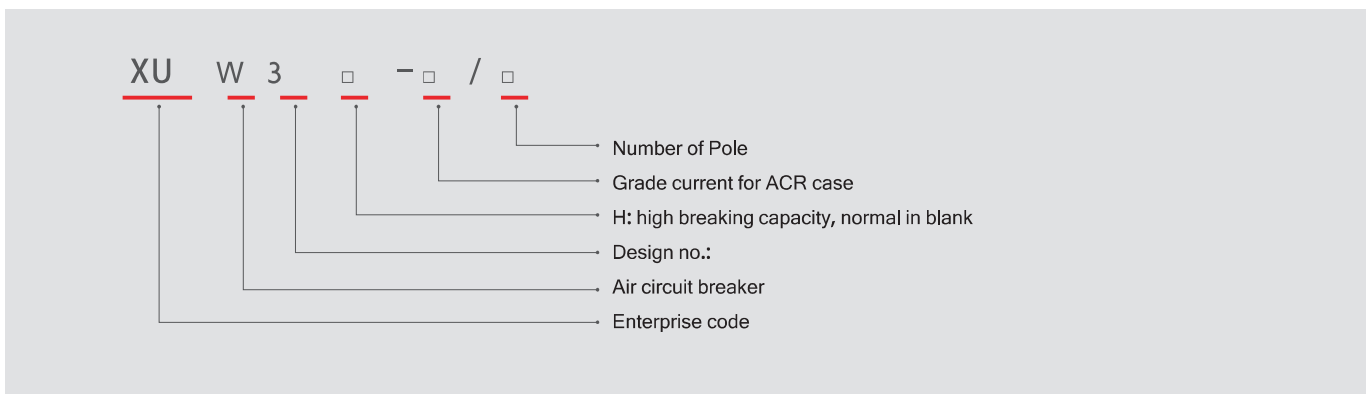 XU W 3 □ - □ / □
Number of Pole
Grade current for ACR case
H: high breaking capacity, normal in blank
Design no.:
Air circuit breaker
Enterprise code